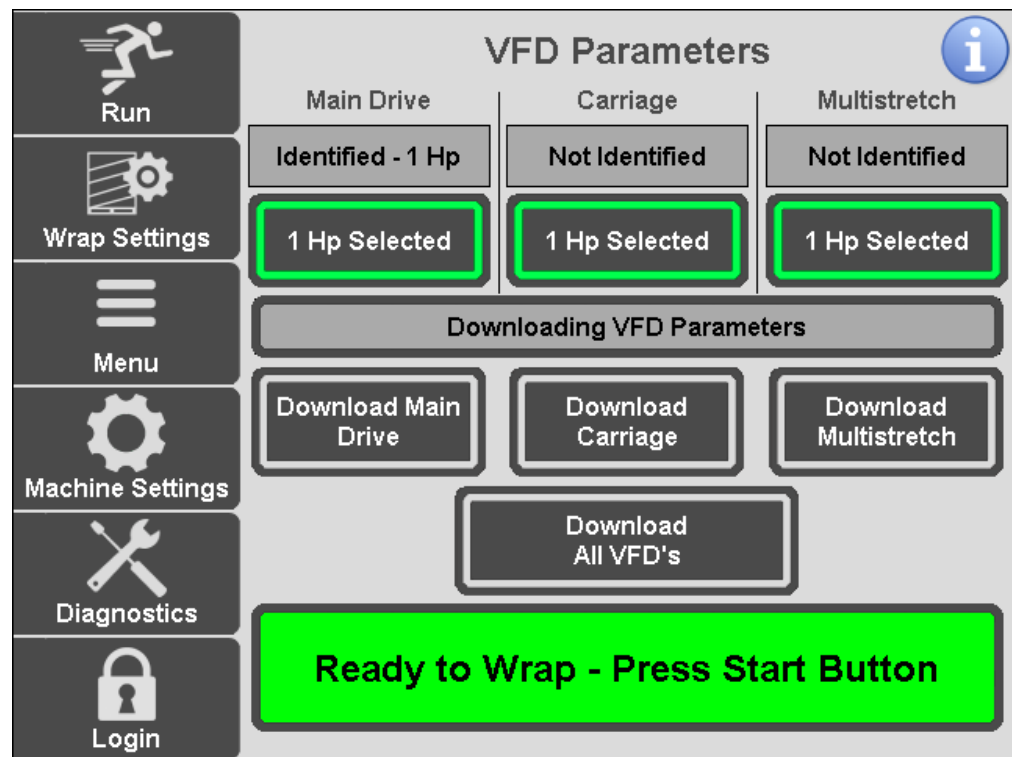 Run
Wrap Settings
Menu
Machine Settings
Diagnostics
Login
VFD Parameters
i
Main Drive
Carriage
Multistretch
Identified - 1 Hp
Not Identified
Not Identified
1 Hp Selected
1 Hp Selected
1 Hp Selected
Downloading VFD Parameters
Download Main
Drive
Download
Carriage
Download
Multistretch
Download
All VFD's
Ready to Wrap - Press Start Button